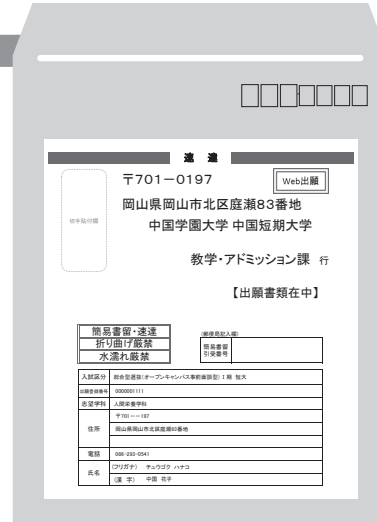 速 達
〒701－0197
Web出願
切手貼付欄
岡山県岡山市北区庭瀬83番地
中国学園大学 中国短期大学
教学・アドミッション課 行
【出願書類在中】
簡易書留・速達
折り曲げ厳禁
水濡れ厳禁
(郵便局記入欄)
簡易書留
引受番号
入試区分 総合型選抜(オープンキャンパス事前面談型)Ⅰ期 短大
出願登録番号 0000001111
志望学科 人間栄養学科
住所 〒701－－197
岡山県岡山市北区庭瀬83番地
電話 086-293-0541
氏名 (フリガナ) チュウゴク ハナコ
(漢 字) 中国 花子